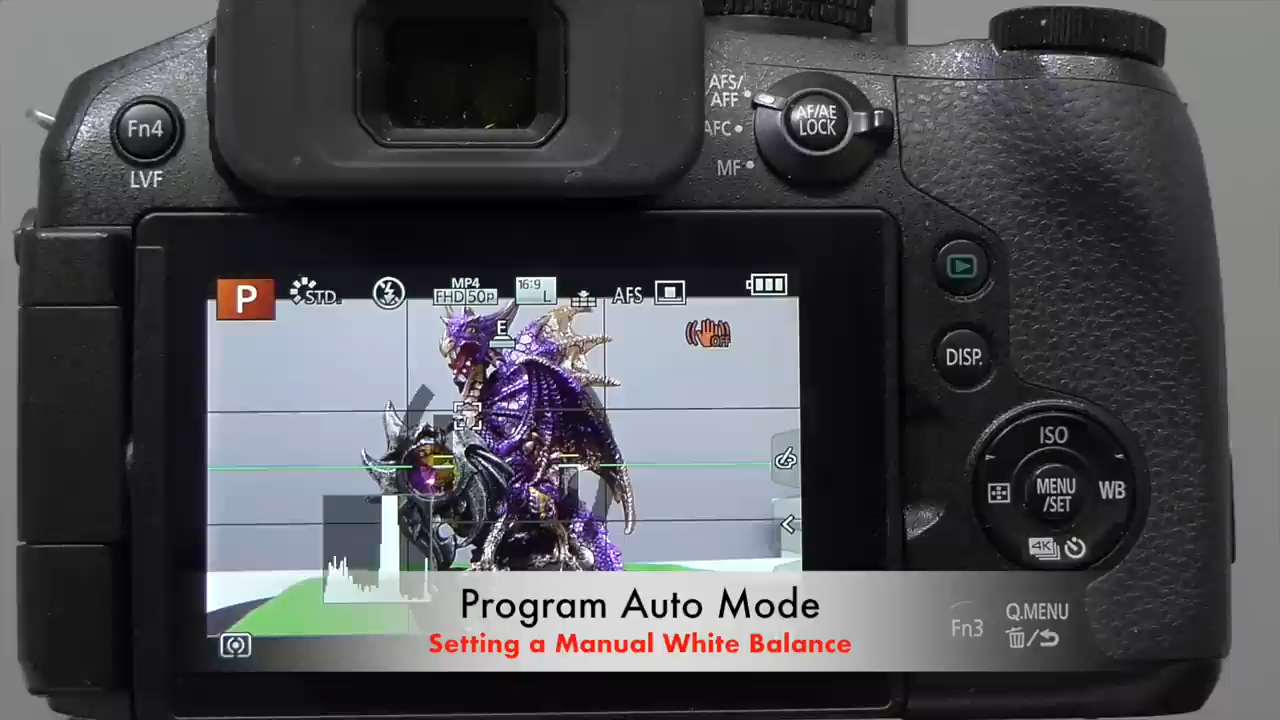 Fn4
LVF
AFS/
AFF
AFC
MF
AF/AE
LOCK
P
STD.
MP4
FHD 50p
16:9
L
AFS
E
OFF
DISP.
ISO
MENU
/SET
WB
4K
Program Auto Mode
Setting a Manual White Balance
Fn3
Q.MENU